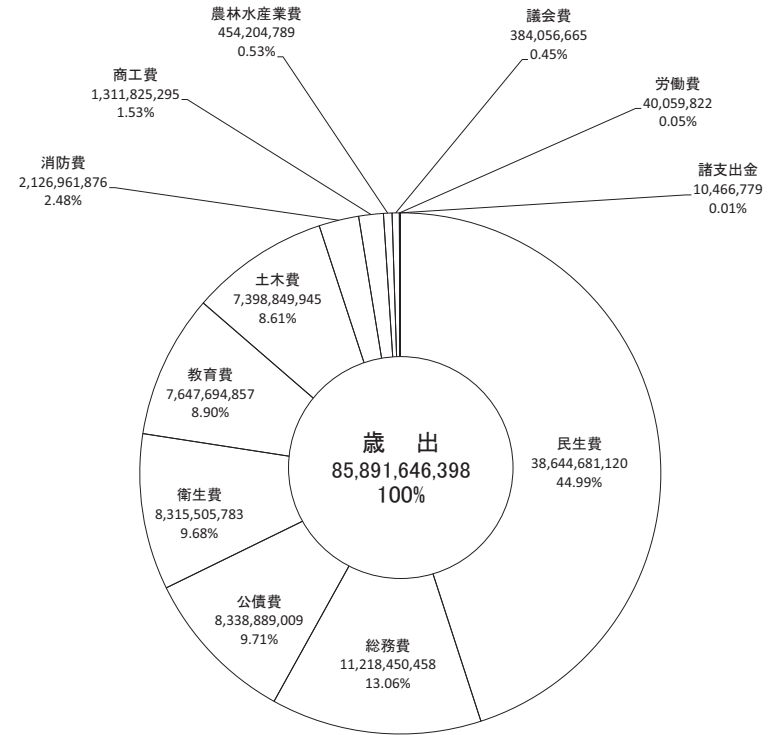 農林水産業費
454,204,789
0.53%
議会費
384,056,665
0.45%
商工費
1,311,825,295
1.53%
労働費
40,059,822
0.05%
消防費
2,126,961,876
2.48%
諸支出金
10,466,779
0.01%
土木費
7,398,849,945
8.61%
教育費
7,647,694,857
8.90%
歳 出
85,891,646,398
100%
民生費
38,644,681,120
44.99%
衛生費
8,315,505,783
9.68%
公債費
8,338,889,009
9.71%
総務費
11,218,450,458
13.06%